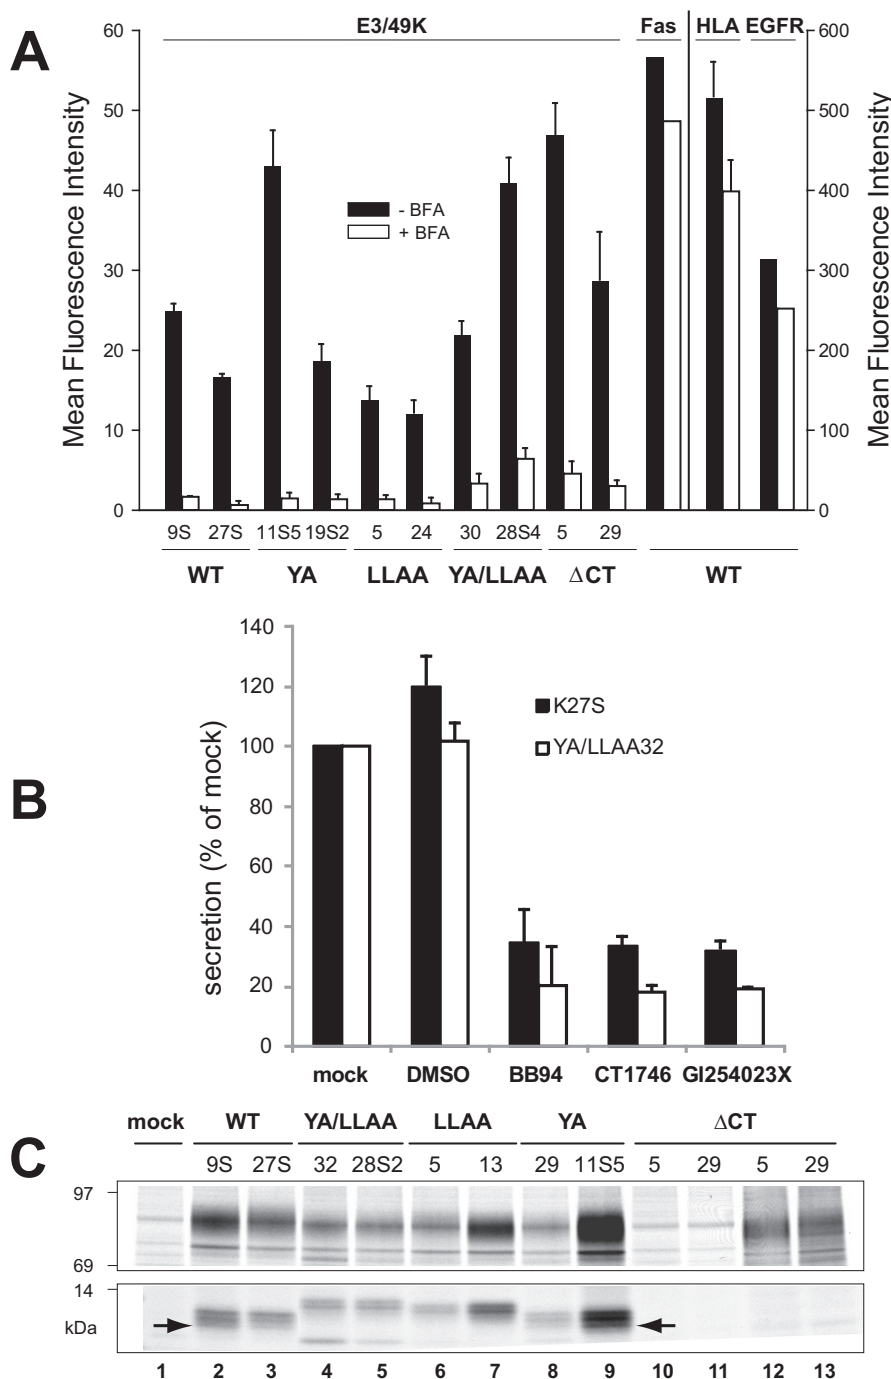 A
E3/49K Fas HLA EGFR
Mean Fluorescence Intensity
60 50 40 30 20 10 0
- BFA
+ BFA
600 500 400 300 200 100 0
Mean Fluorescence Intensity
9S 27S 11S5 19S2 5 24 30 28S4 5 29
WT YA LLAA YA/LLAA ΔCT WT
B
secretion (% of mock)
140 120 100 80 60 40 20 0
K27S
YA/LLAA32
mock DMSO BB94 CT1746 GI254023X
C
mock WT YA/LLAA LLAA YA ΔCT
9S 27S 32 28S2 5 13 29 11S5 5 29 5 29
97
69
14
kDa
1 2 3 4 5 6 7 8 9 10 11 12 13